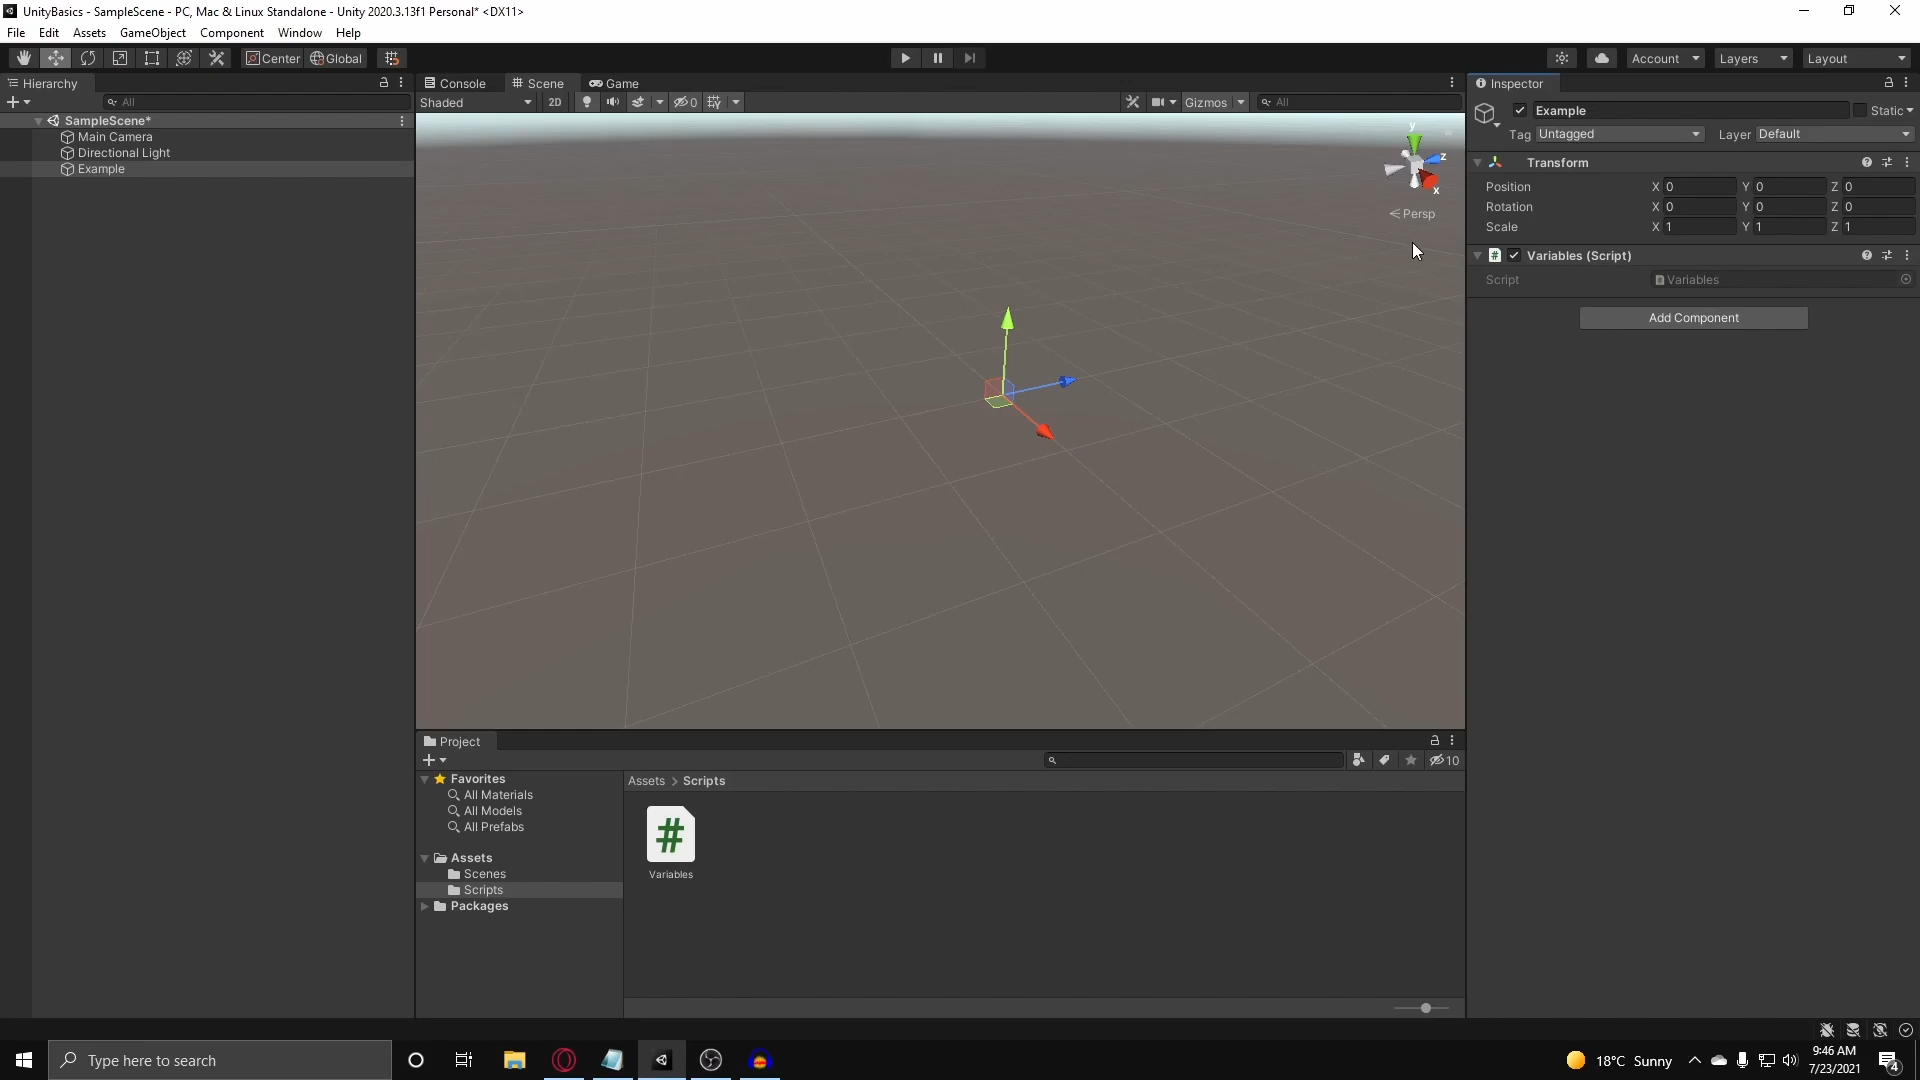 UnityBasics - SampleScene - PC, Mac & Linux Standalone - Unity 2020.3.13f1 Personal* <DX11>
File Edit Assets GameObject Component Window Help
Center Global
Account Layers Layout
Hierarchy
All
SampleScene*
Main Camera
Directional Light
Example
Console Scene Game
Shaded 2D 0 Gizmos All
y
z
x
Persp
Inspector
Example Static
Tag Untagged Layer Default
Transform
Position X 0 Y 0 Z 0
Rotation X 0 Y 0 Z 0
Scale X 1 Y 1 Z 1
# Variables (Script)
Script Variables
Add Component
Project
10
Favorites
All Materials
All Models
All Prefabs
Assets
Scenes
Scripts
Packages
Assets > Scripts
#
Variables
Type here to search
18°C Sunny
9:46 AM
7/23/2021
4